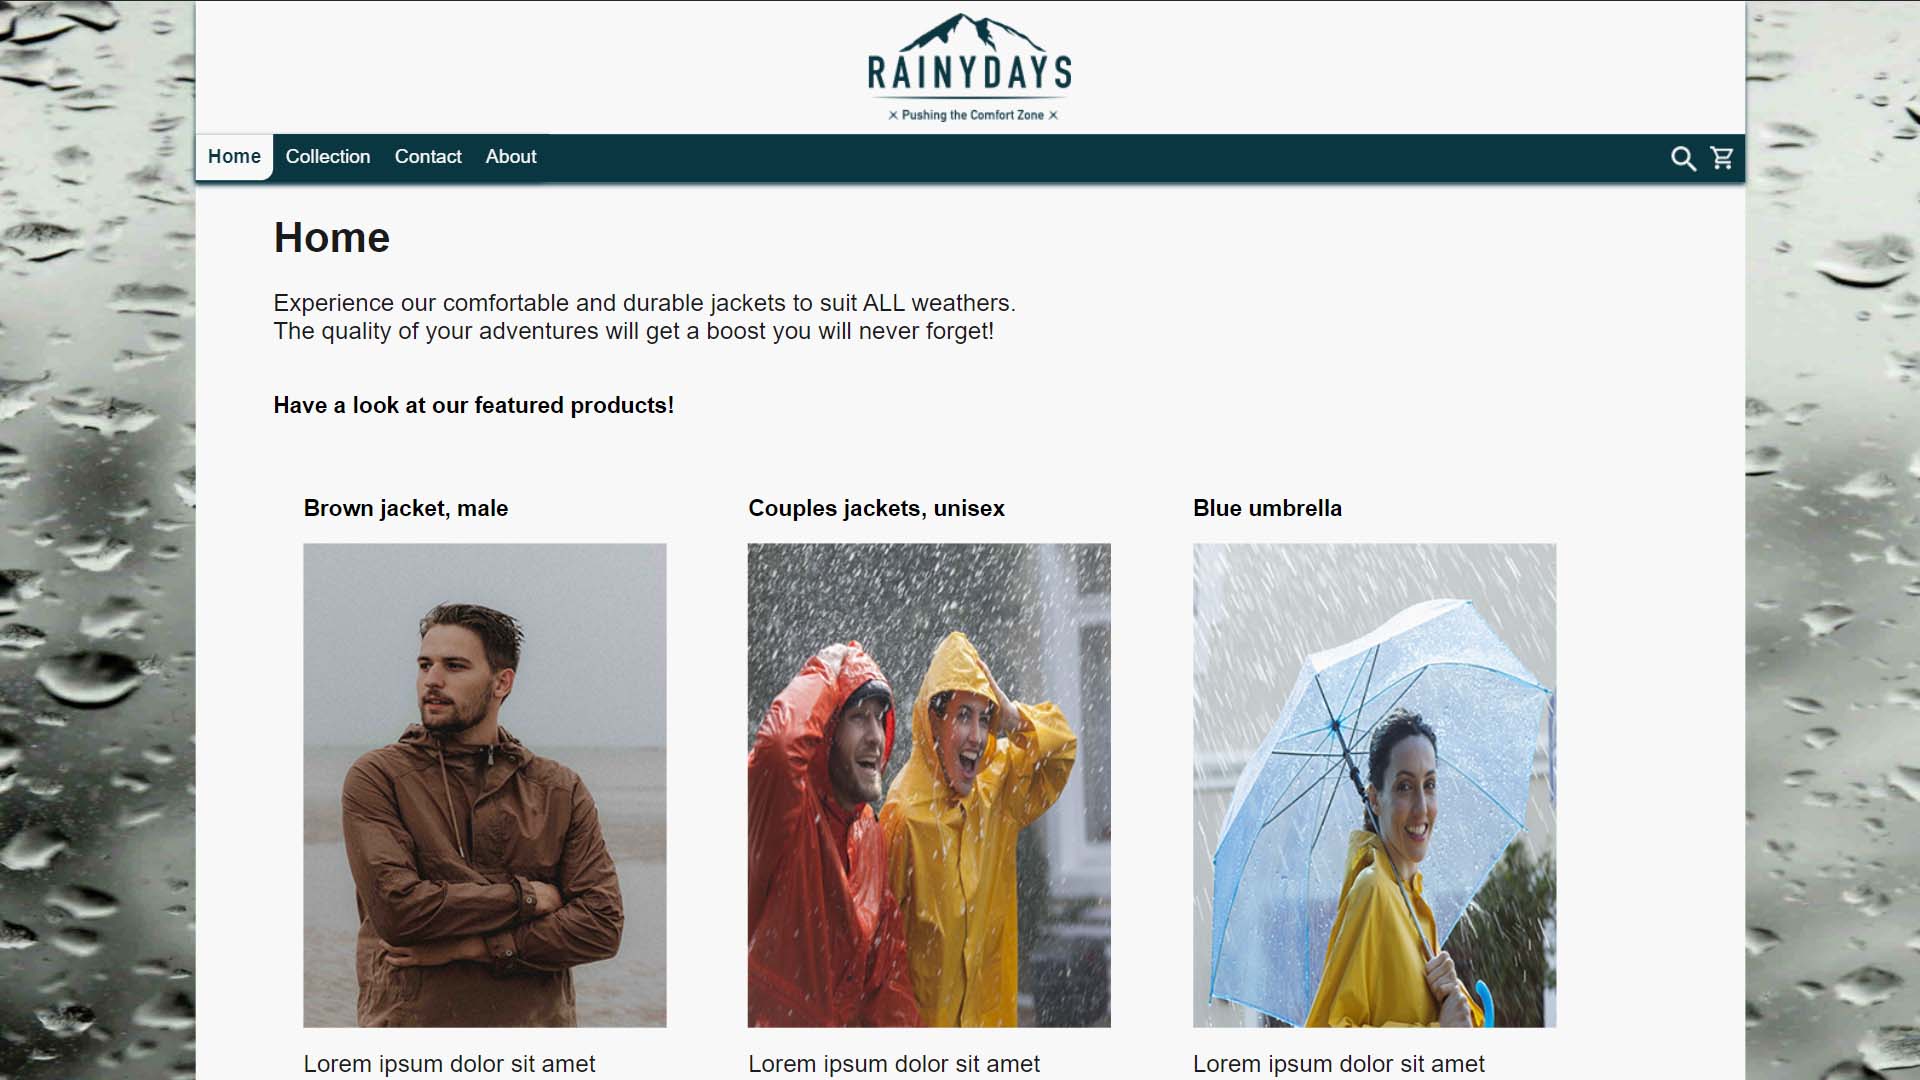 RAINYDAYS
× Pushing the Comfort Zone ×
Home Collection Contact About
Home
Experience our comfortable and durable jackets to suit ALL weathers.
The quality of your adventures will get a boost you will never forget!
Have a look at our featured products!
Brown jacket, male
Couples jackets, unisex
Blue umbrella
Lorem ipsum dolor sit amet
Lorem ipsum dolor sit amet
Lorem ipsum dolor sit amet